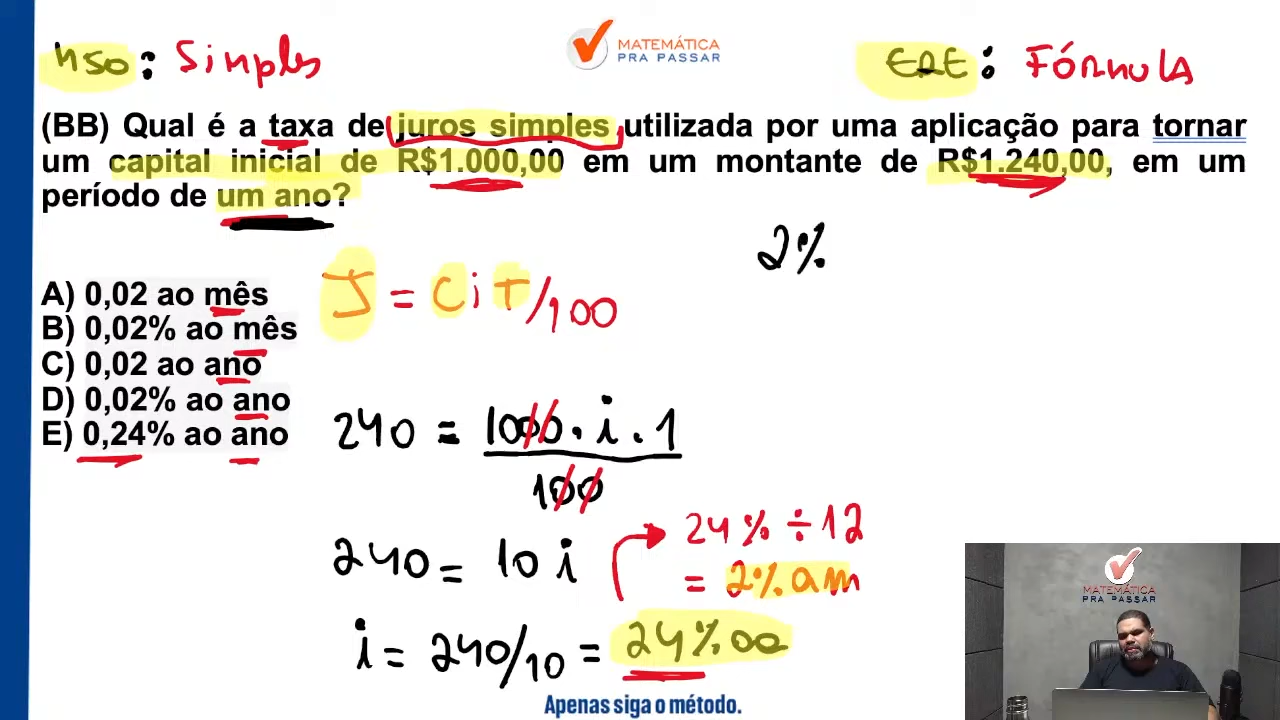 MATEMÁTICA
PRA PASSAR
HSO: Simples
ERE: FÓRMULA
(BB) Qual é a taxa de juros simples utilizada por uma aplicação para tornar
um capital inicial de R$1.000,00 em um montante de R$1.240,00, em um
período de um ano?
2%
A) 0,02 ao mês
B) 0,02% ao mês
C) 0,02 ao ano
D) 0,02% ao ano
E) 0,24% ao ano
J = CiT/100
240 = 1000 . i . 1
100
240 = 10 i
24% ÷ 12
= 2% am
i = 240/10 = 24% aa
MATEMÁTICA
PRA PASSAR
Apenas siga o método.